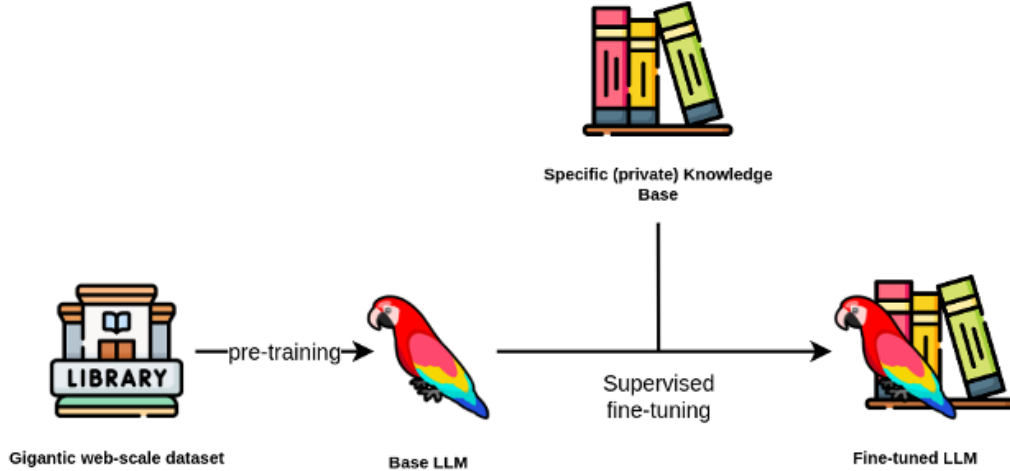 Specific (private) Knowledge
Base
LIBRARY
pre-training
Supervised
fine-tuning
Gigantic web-scale dataset
Base LLM
Fine-tuned LLM